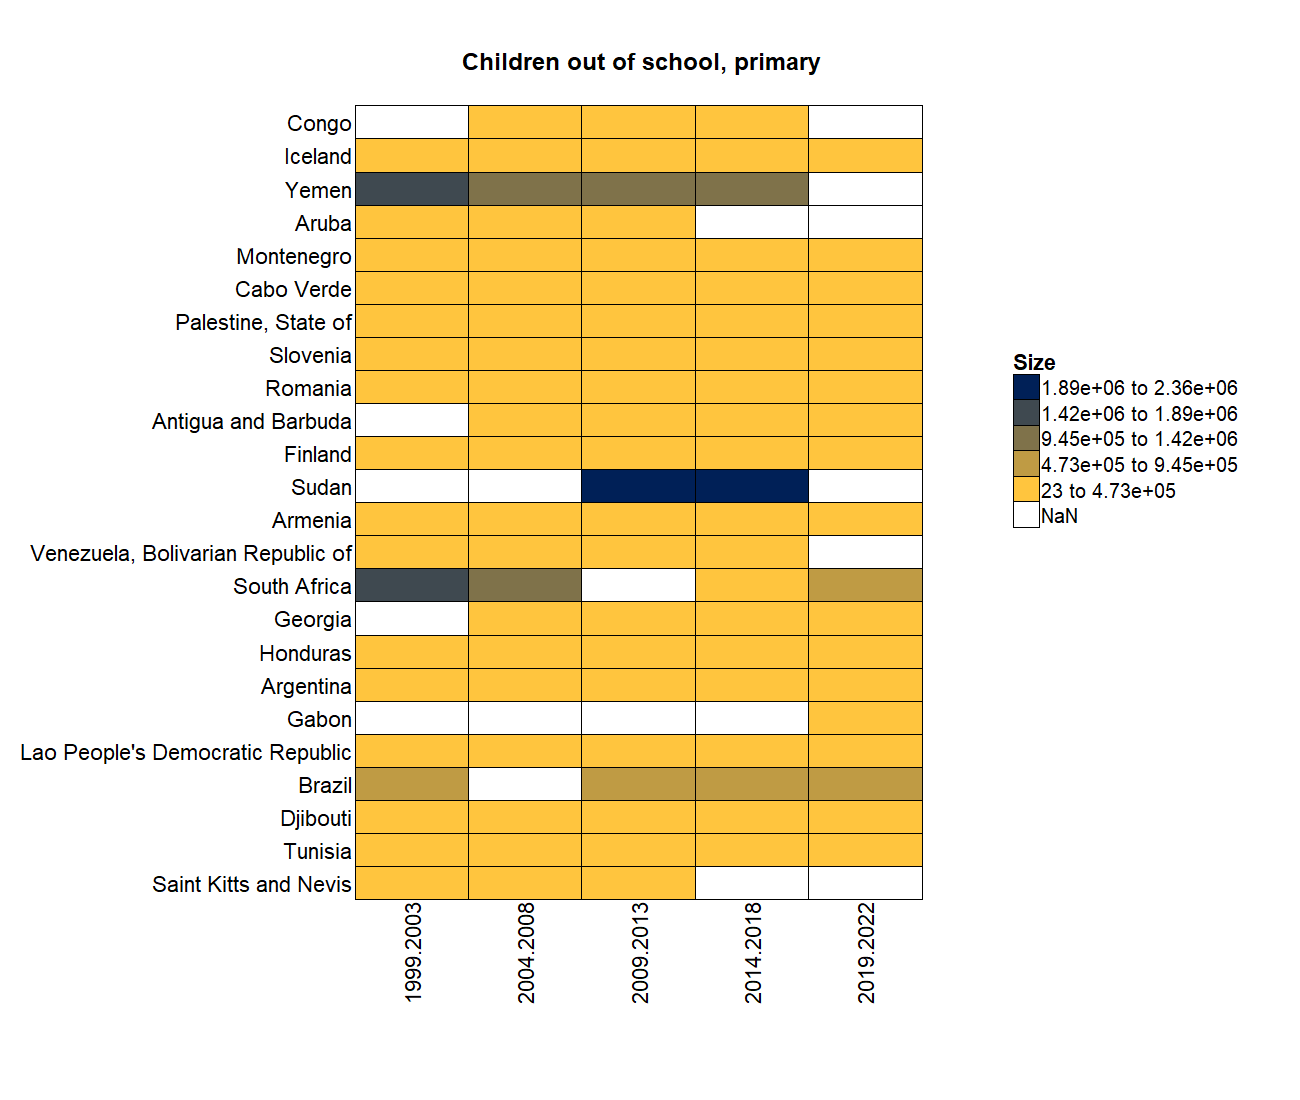 Children out of school, primary
Congo
Iceland
Yemen
Aruba
Montenegro
Cabo Verde
Palestine, State of
Slovenia
Romania
Antigua and Barbuda
Finland
Sudan
Armenia
Venezuela, Bolivarian Republic of
South Africa
Georgia
Honduras
Argentina
Gabon
Lao People's Democratic Republic
Brazil
Djibouti
Tunisia
Saint Kitts and Nevis
1999.2003
2004.2008
2009.2013
2014.2018
2019.2022
Size
1.89e+06 to 2.36e+06
1.42e+06 to 1.89e+06
9.45e+05 to 1.42e+06
4.73e+05 to 9.45e+05
23 to 4.73e+05
NaN